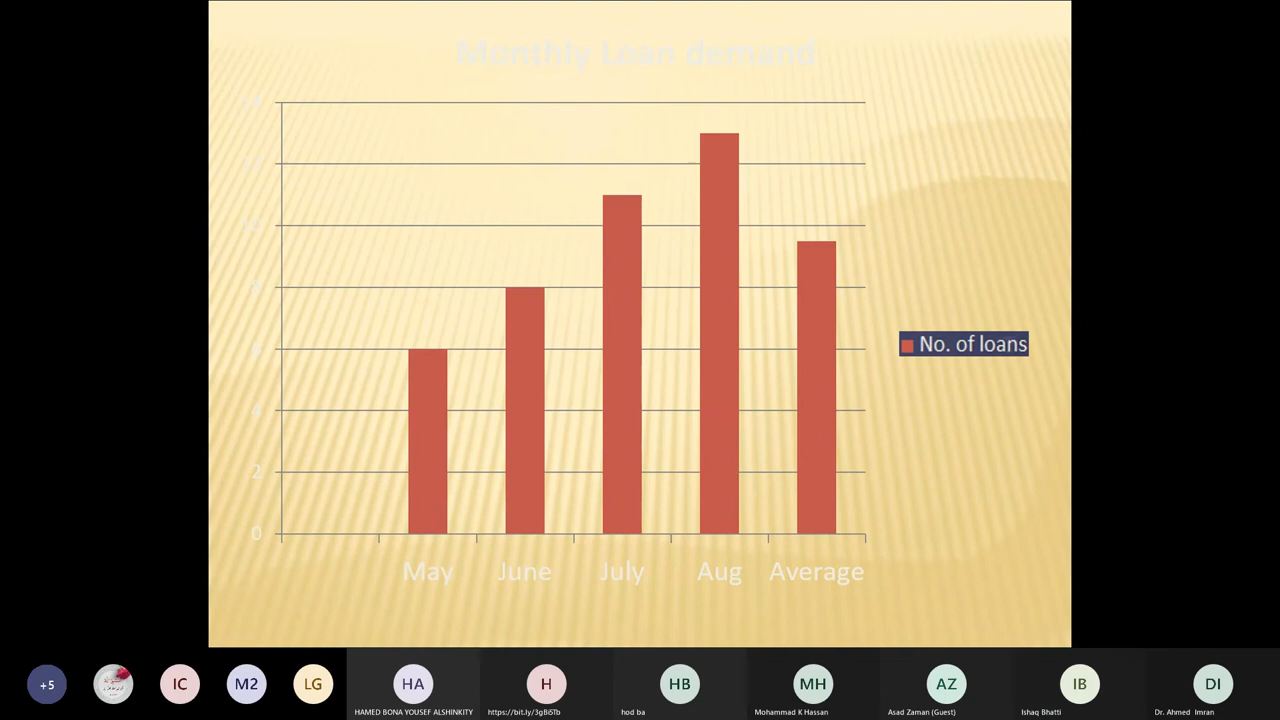 Monthly Loan demand
14
12
10
8
6
4
2
0
May June July Aug Average
No. of loans
+5 IC M2 LG HA H HB MH AZ IB DI
HAMED BONA YOUSEF ALSHINKITY https://bit.ly/3gBiSTb hod ba Mohammad K Hassan Asad Zaman (Guest) Ishaq Bhatti Dr. Ahmed Imran